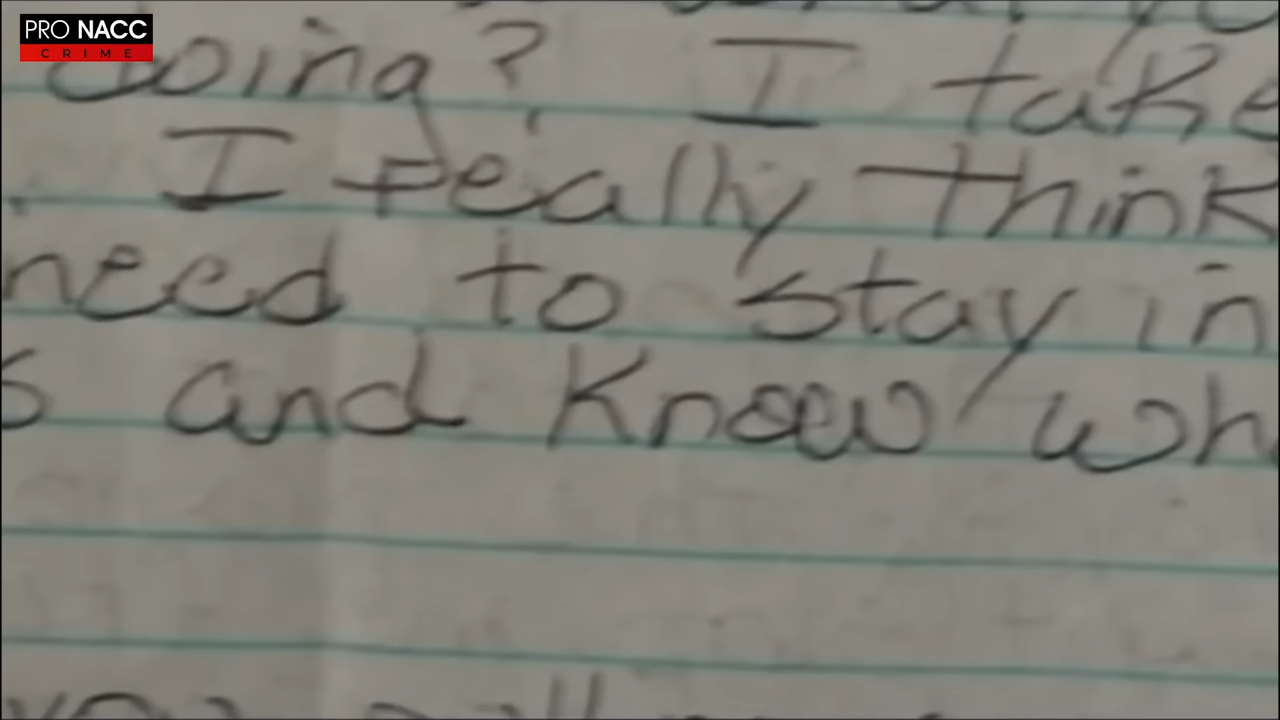 PRO NACC
CRIME
doing? I take
. I really think
need to stay in
s and know wh